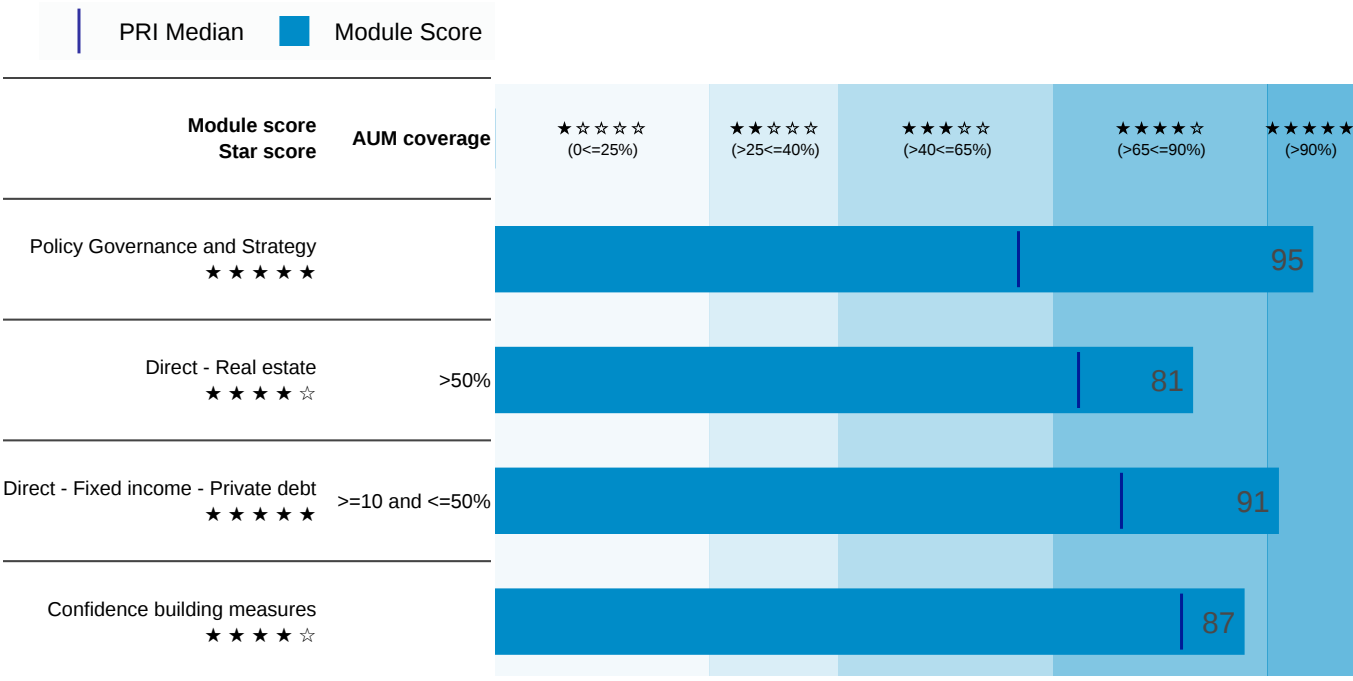 PRI Median
Module Score
Module score
Star score
AUM coverage
★☆☆☆☆
(0<=25%)
★★☆☆☆
(>25<=40%)
★★★☆☆
(>40<=65%)
★★★★☆
(>65<=90%)
★★★★★
(>90%)
Policy Governance and Strategy
★★★★★
95
Direct - Real estate
★★★★☆
>50%
81
Direct - Fixed income - Private debt
★★★★★
>=10 and <=50%
91
Confidence building measures
★★★★☆
87